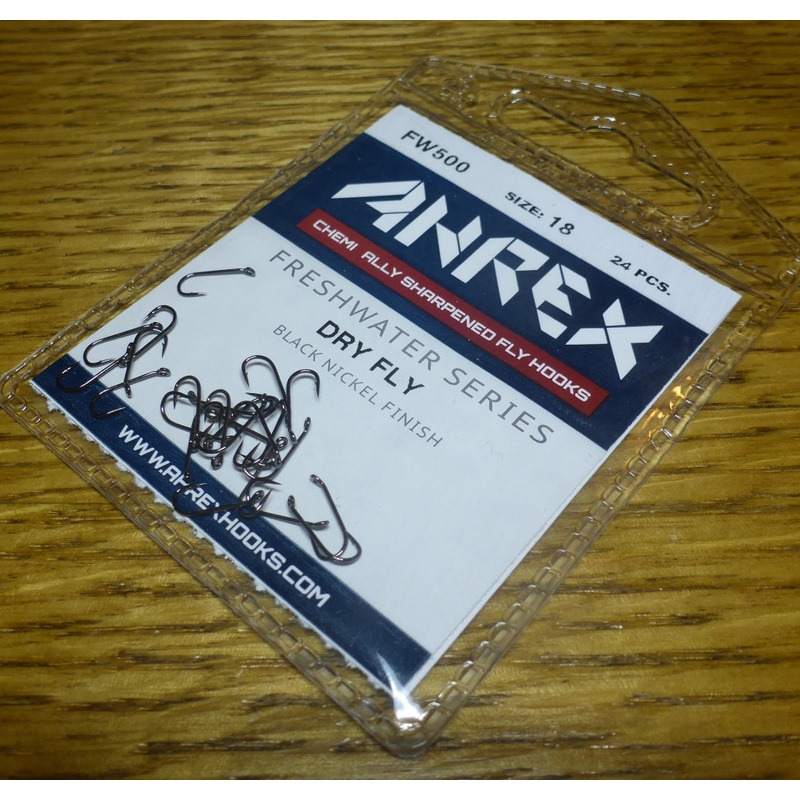 FW500 SIZE: 18 24 PCS.
AHREX
CHEMI ALLY SHARPENED FLY HOOKS
FRESHWATER SERIES
DRY FLY
BLACK NICKEL FINISH
WWW.AHREXHOOKS.COM